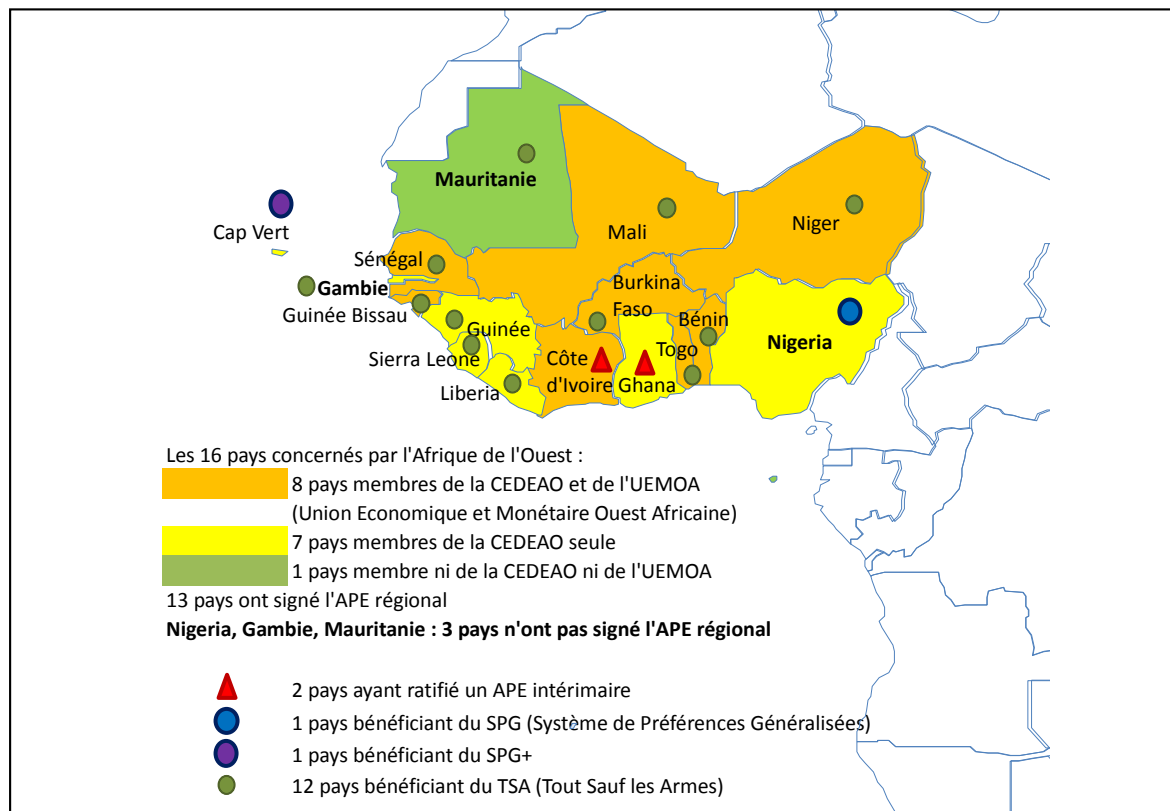 Mauritanie
Cap Vert
Mali
Niger
Sénégal
Gambie
Burkina
Faso
Guinée Bissau
Guinée
Bénin
Nigeria
Sierra Leone
Côte
d'Ivoire
Togo
Ghana
Liberia
Les 16 pays concernés par l'Afrique de l'Ouest :
8 pays membres de la CEDEAO et de l'UEMOA
(Union Economique et Monétaire Ouest Africaine)
7 pays membres de la CEDEAO seule
1 pays membre ni de la CEDEAO ni de l'UEMOA
13 pays ont signé l'APE régional
Nigeria, Gambie, Mauritanie : 3 pays n'ont pas signé l'APE régional
2 pays ayant ratifié un APE intérimaire
1 pays bénéficiant du SPG (Système de Préférences Généralisées)
1 pays bénéficiant du SPG+
12 pays bénéficiant du TSA (Tout Sauf les Armes)